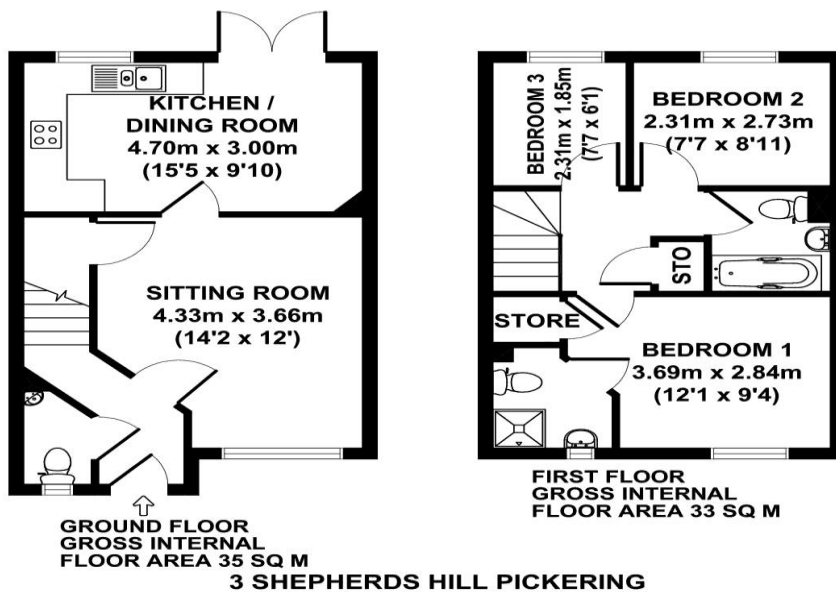 KITCHEN /
DINING ROOM
4.70m x 3.00m
(15'5 x 9'10)
SITTING ROOM
4.33m x 3.66m
(14'2 x 12')
GROUND FLOOR
GROSS INTERNAL
FLOOR AREA 35 SQ M
BEDROOM 3
2.31m x 1.85m
(7'7 x 6'1)
BEDROOM 2
2.31m x 2.73m
(7'7 x 8'11)
STO
STORE
BEDROOM 1
3.69m x 2.84m
(12'1 x 9'4)
FIRST FLOOR
GROSS INTERNAL
FLOOR AREA 33 SQ M
3 SHEPHERDS HILL PICKERING